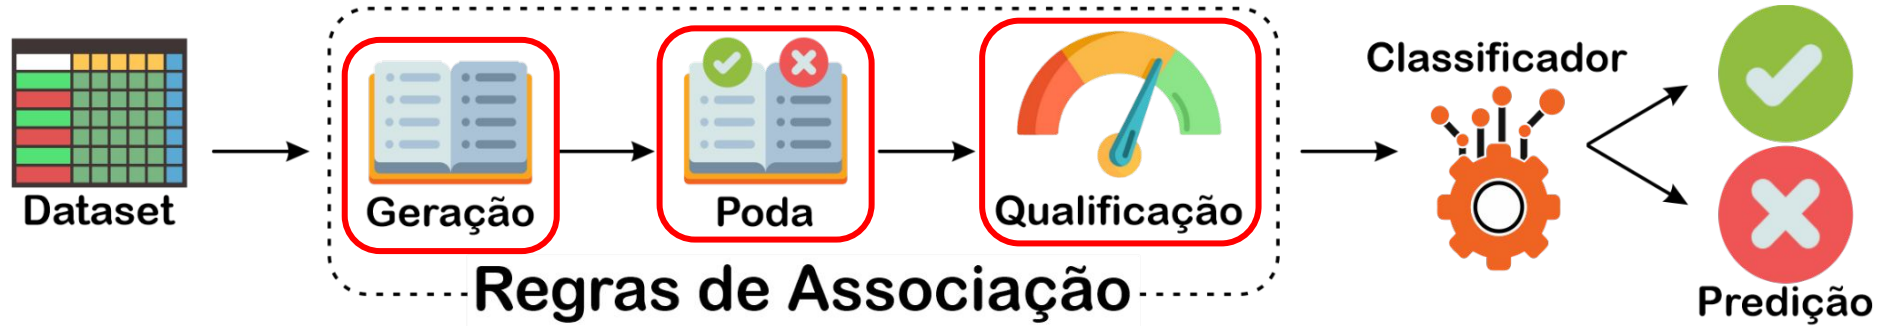 Dataset
Geração
Poda
Qualificação
Regras de Associação
Classificador
Predição